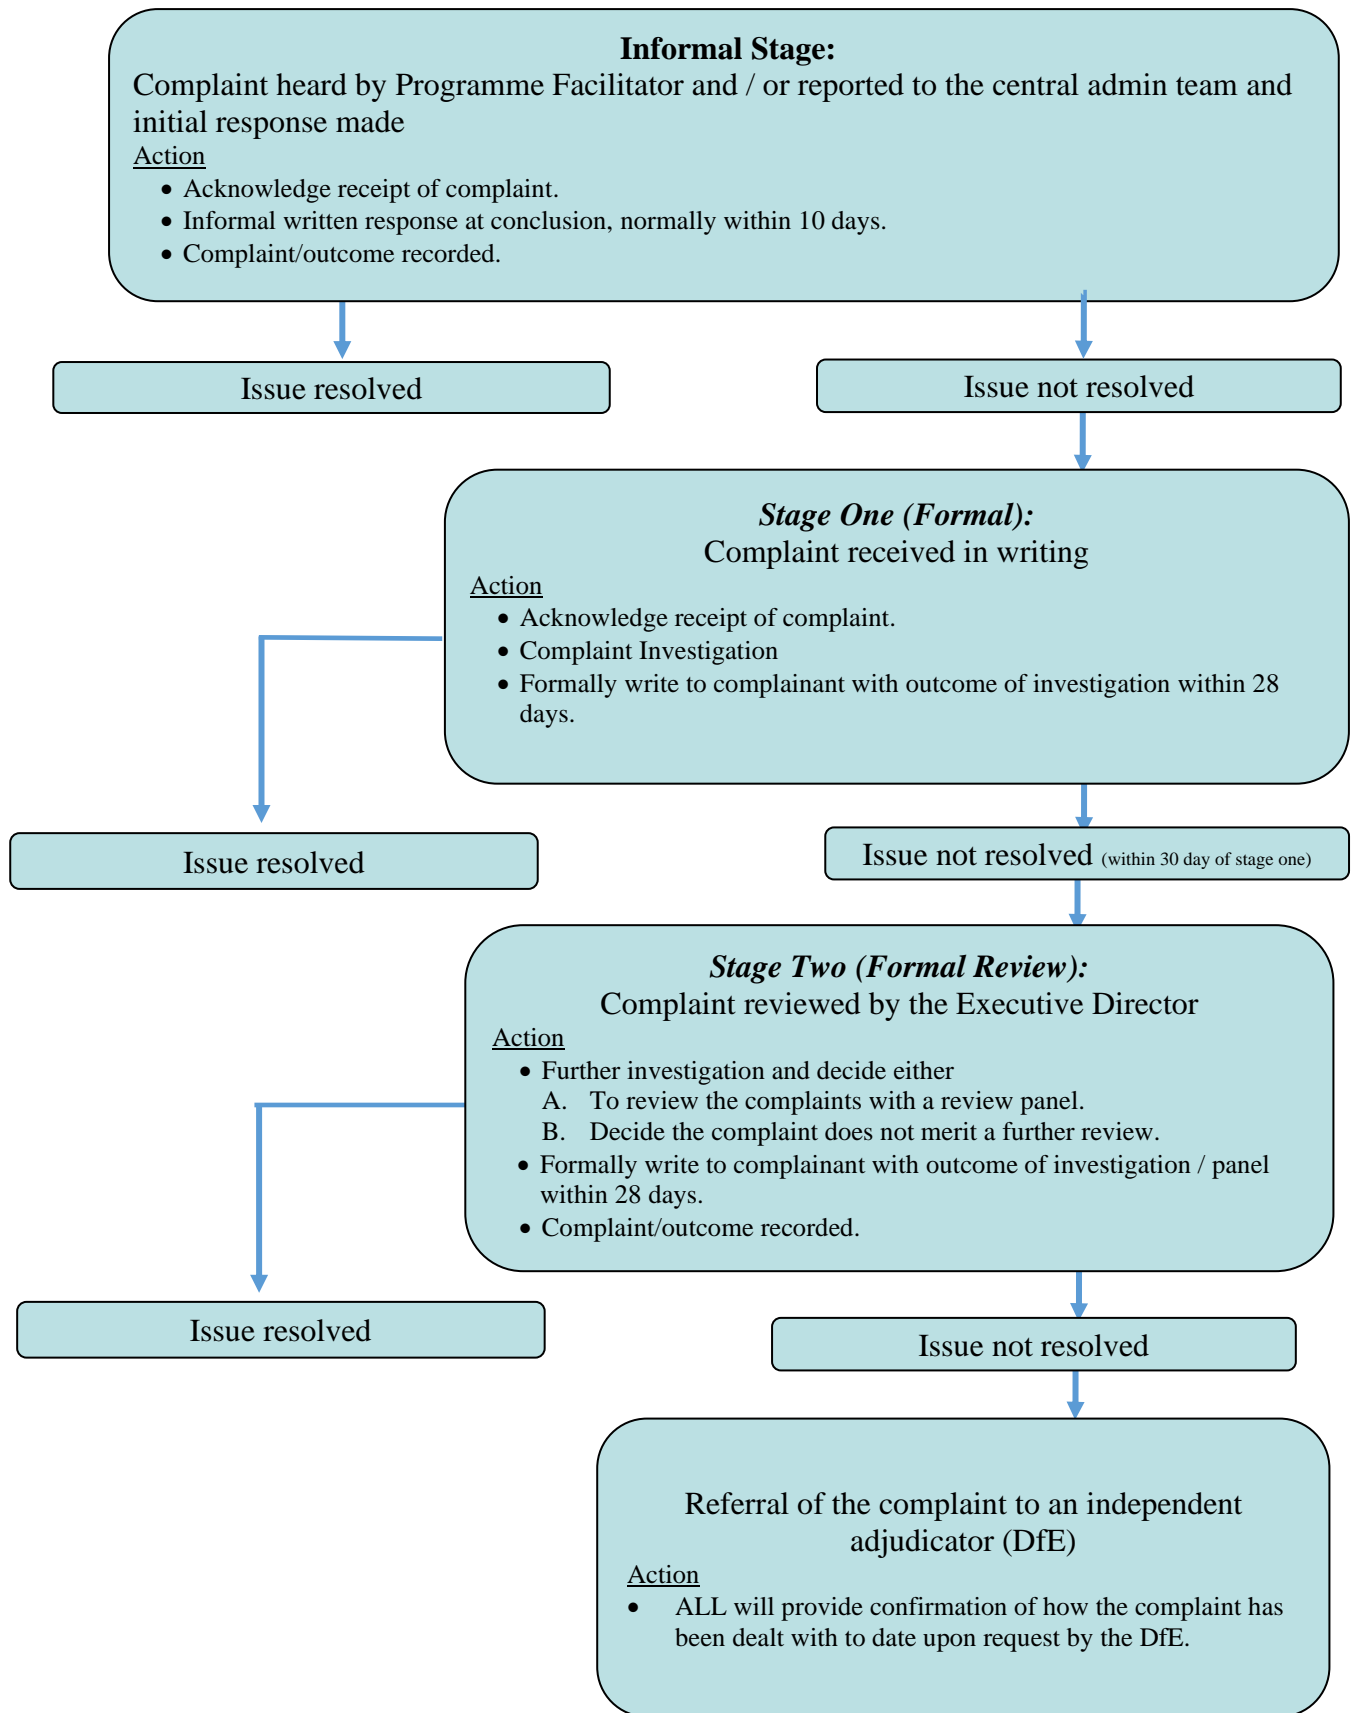 Informal Stage:
Complaint heard by Programme Facilitator and / or reported to the central admin team and
initial response made
Action
• Acknowledge receipt of complaint.
• Informal written response at conclusion, normally within 10 days.
• Complaint/outcome recorded.
Issue resolved
Issue not resolved
Stage One (Formal):
Complaint received in writing
Action
• Acknowledge receipt of complaint.
• Complaint Investigation
• Formally write to complainant with outcome of investigation within 28
days.
Issue resolved
Issue not resolved (within 30 day of stage one)
Stage Two (Formal Review):
Complaint reviewed by the Executive Director
Action
• Further investigation and decide either
A. To review the complaints with a review panel.
B. Decide the complaint does not merit a further review.
• Formally write to complainant with outcome of investigation / panel
within 28 days.
• Complaint/outcome recorded.
Issue resolved
Issue not resolved
Referral of the complaint to an independent
adjudicator (DfE)
Action
• ALL will provide confirmation of how the complaint has
been dealt with to date upon request by the DfE.